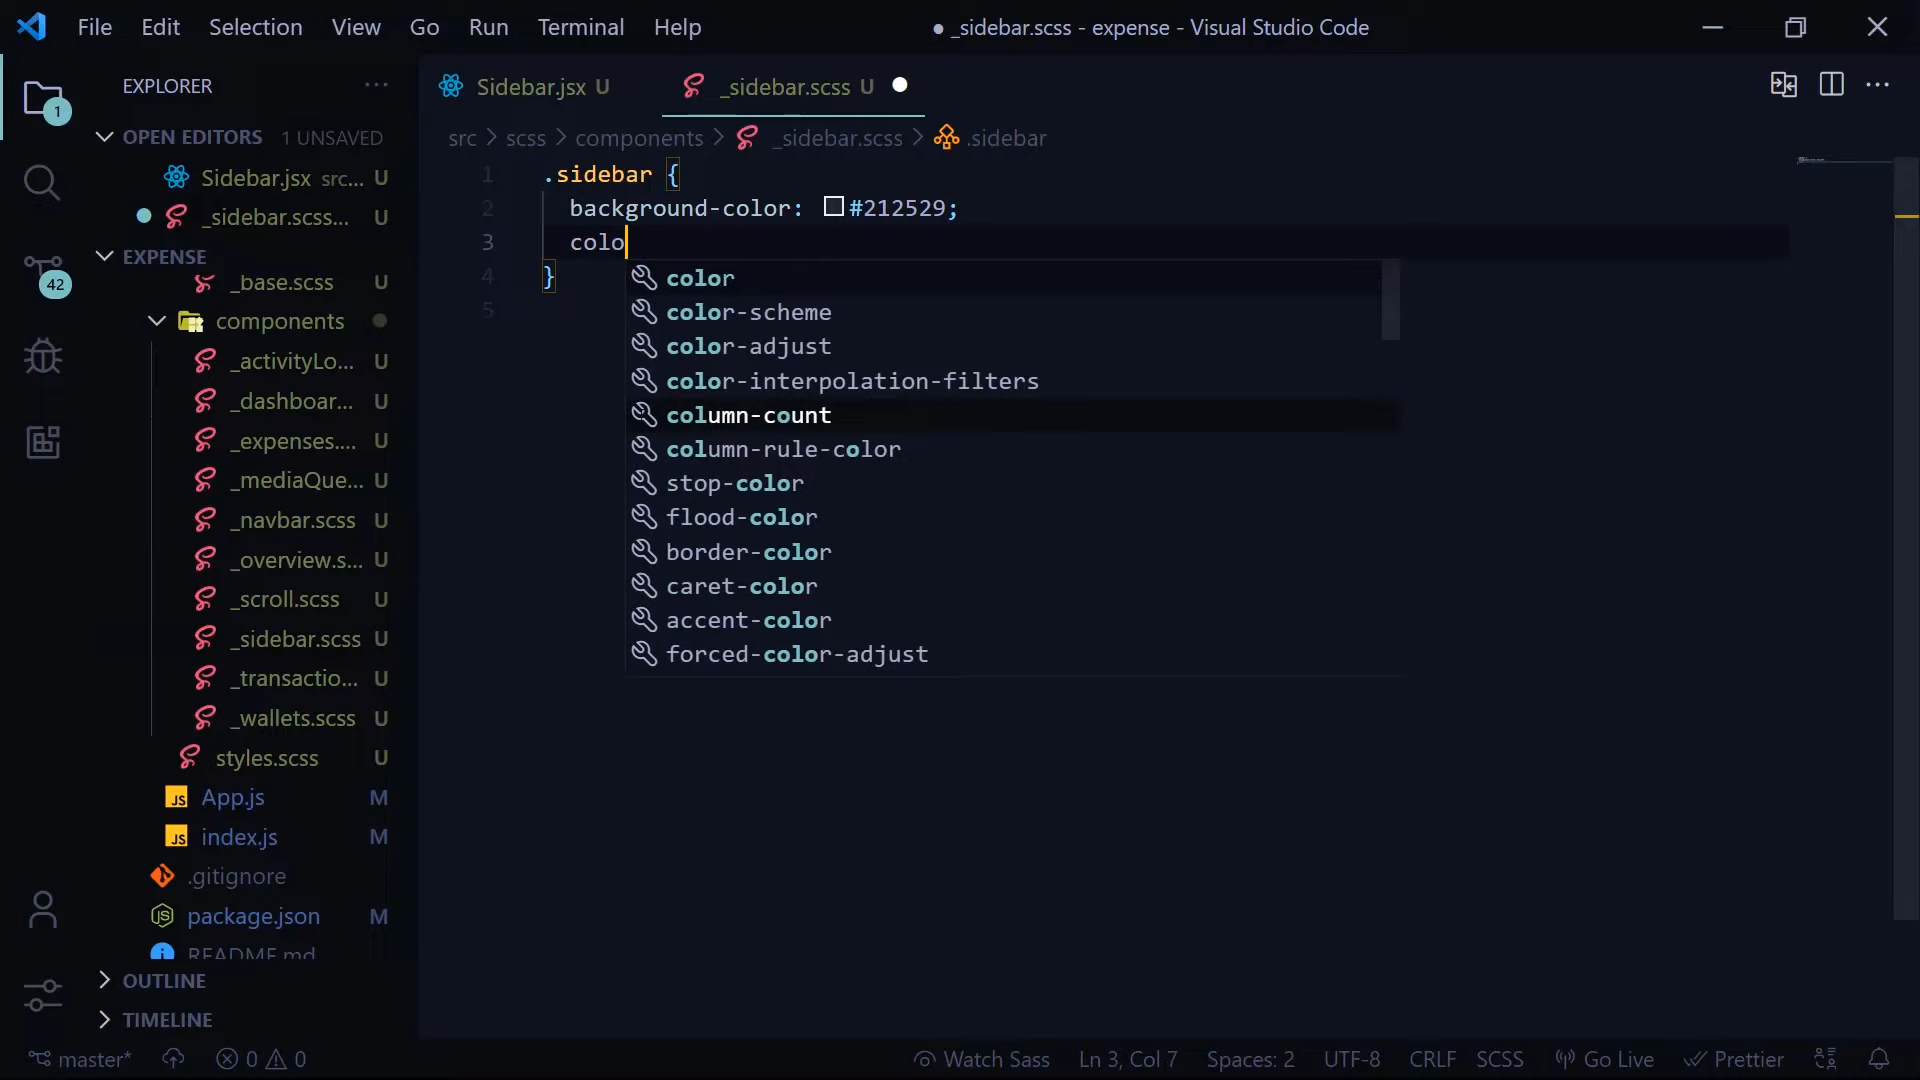 File Edit Selection View Go Run Terminal Help
● _sidebar.scss - expense - Visual Studio Code
EXPLORER
OPEN EDITORS 1 UNSAVED
Sidebar.jsx src... U
_sidebar.scss... U
EXPENSE
_base.scss U
components
_activityLo... U
_dashboar... U
_expenses.... U
_mediaQue... U
_navbar.scss U
_overview.s... U
_scroll.scss U
_sidebar.scss U
_transactio... U
_wallets.scss U
styles.scss U
App.js M
index.js M
.gitignore
package.json M
README.md
OUTLINE
TIMELINE
1
42
Sidebar.jsx U
_sidebar.scss U
src > scss > components > _sidebar.scss > .sidebar
1 .sidebar {
2 background-color: #212529;
3 colo
4 }
5
color
color-scheme
color-adjust
color-interpolation-filters
column-count
column-rule-color
stop-color
flood-color
border-color
caret-color
accent-color
forced-color-adjust
master* 0 0
Watch Sass Ln 3, Col 7 Spaces: 2 UTF-8 CRLF SCSS Go Live Prettier